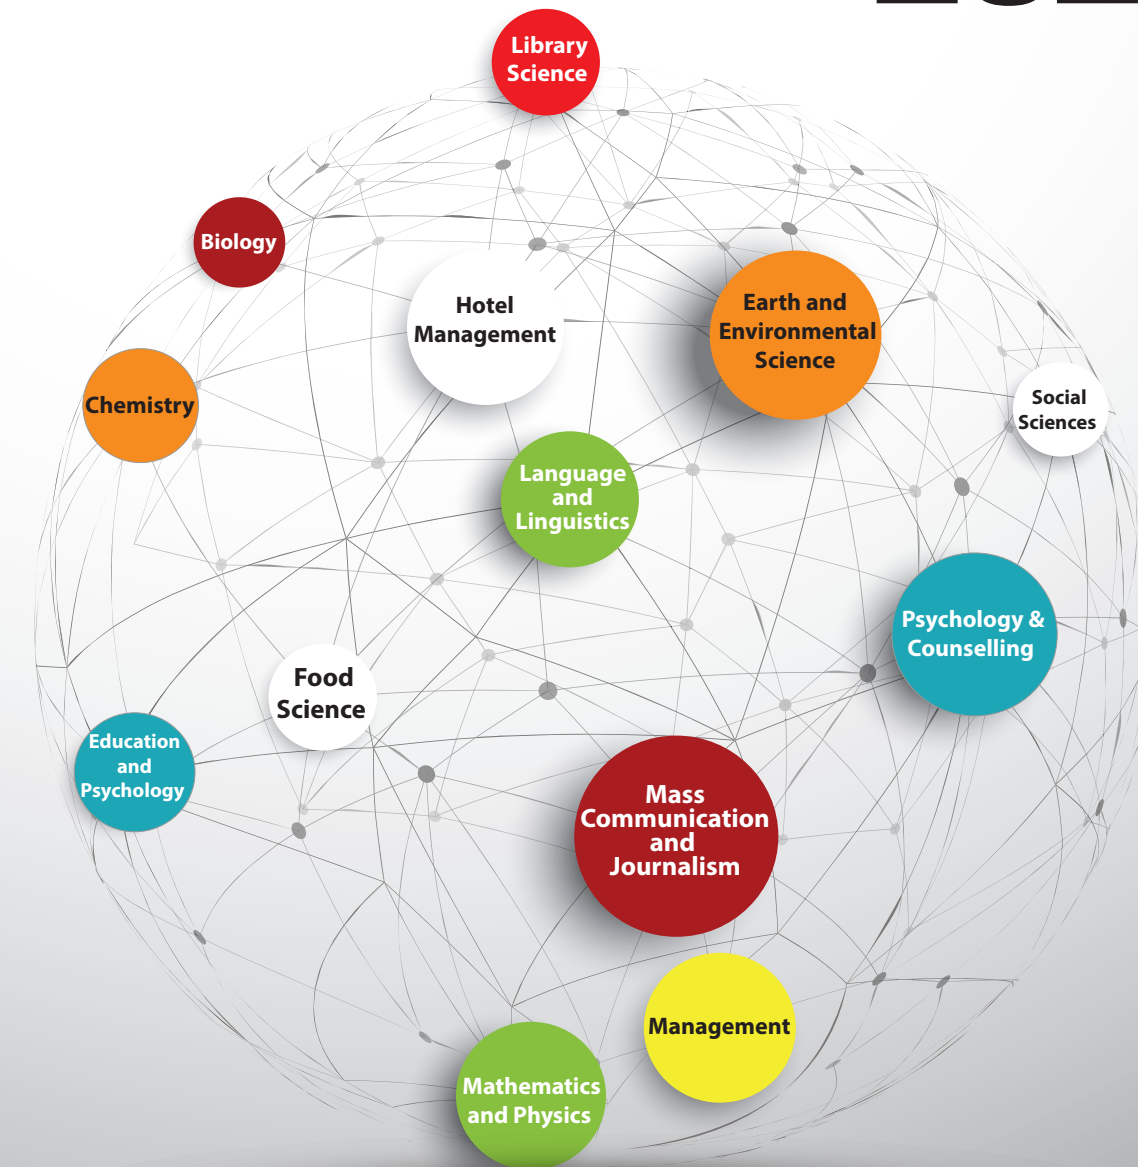 Library
Science
Biology
Hotel
Management
Earth and
Environmental
Science
Chemistry
Social
Sciences
Language
and
Linguistics
Psychology &
Counselling
Food
Science
Education
and
Psychology
Mass
Communication
and
Journalism
Management
Mathematics
and Physics